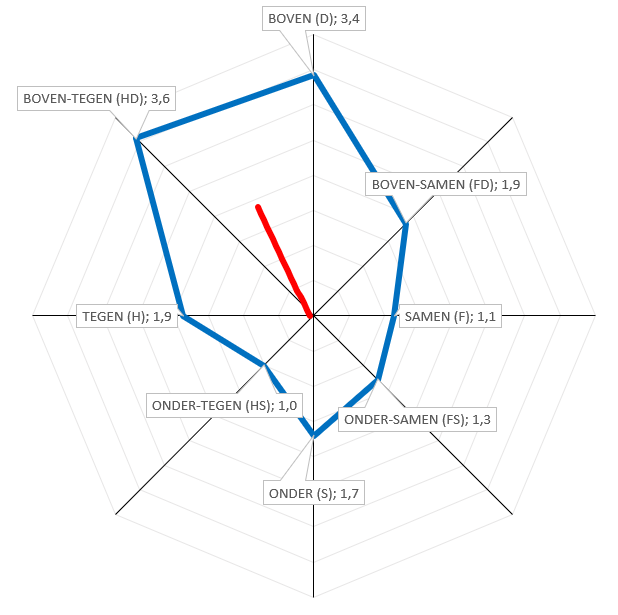 BOVEN (D); 3,4
BOVEN-TEGEN (HD); 3,6
BOVEN-SAMEN (FD); 1,9
TEGEN (H); 1,9
SAMEN (F); 1,1
ONDER-TEGEN (HS); 1,0
ONDER-SAMEN (FS); 1,3
ONDER (S); 1,7